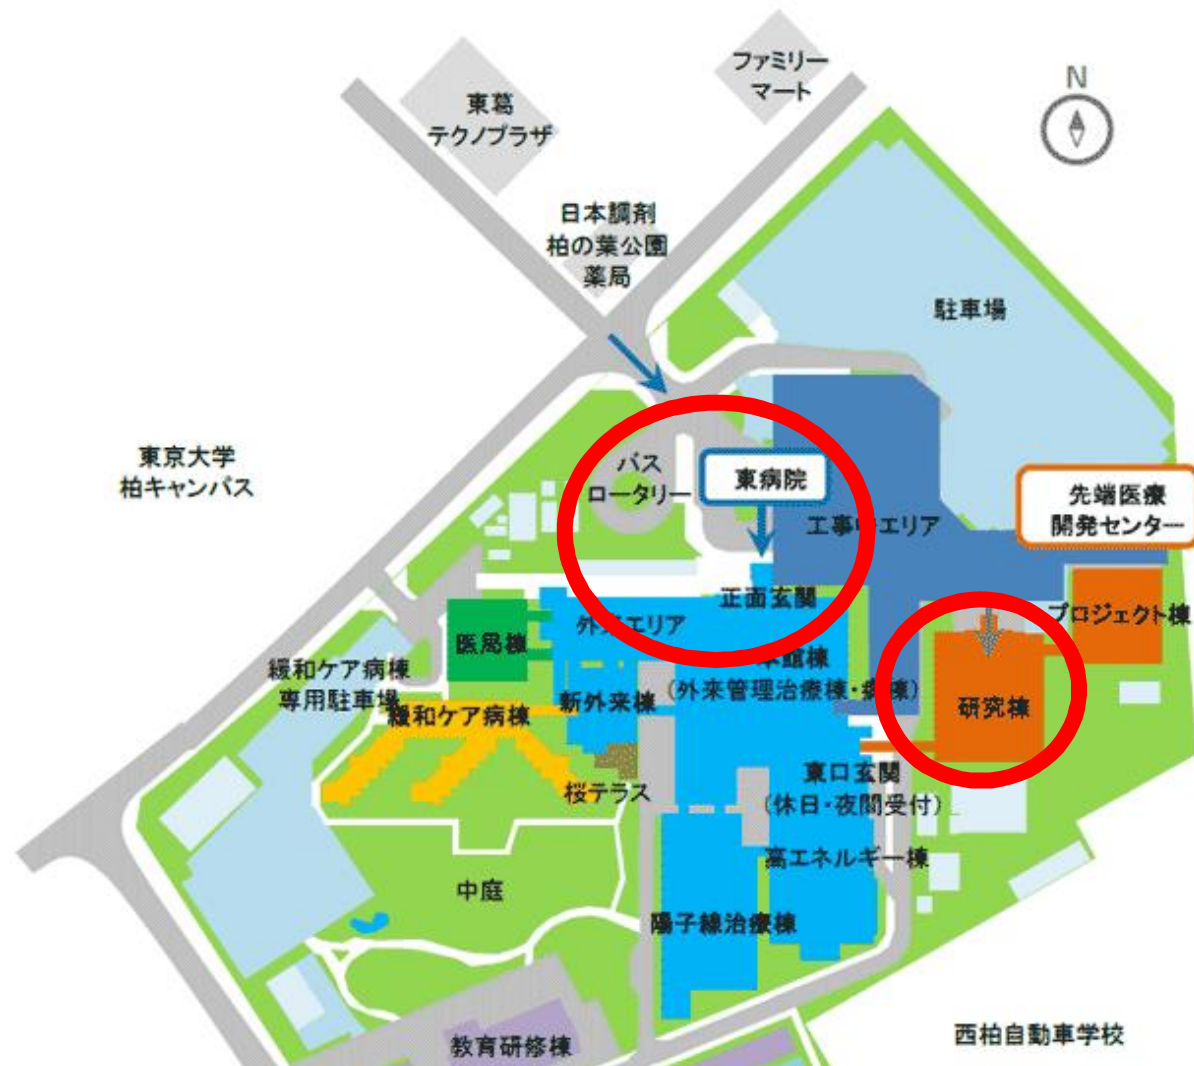 ファミリー
マート
N
東葛
テクノプラザ
日本調剤
柏の葉公園
薬局
駐車場
東京大学
柏キャンパス
バス
ロータリー
東病院
先端医療
開発センター
工事中エリア
正面玄関
プロジェクト棟
外来エリア
医局棟
本館棟
(外来管理治療棟・病棟)
緩和ケア病棟
専用駐車場
緩和ケア病棟
新外来棟
研究棟
東口玄関
(休日・夜間受付)
桜テラス
高エネルギー棟
中庭
陽子線治療棟
教育研修棟
西柏自動車学校